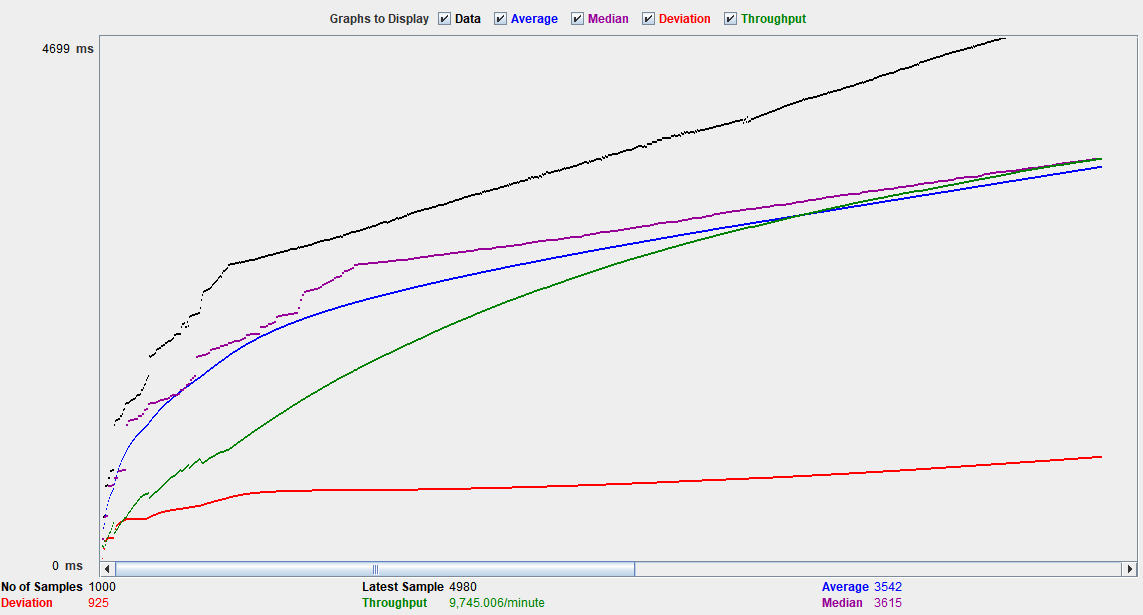 Graphs to Display Data Average Median Deviation Throughput
4699 ms
0 ms
No of Samples 1000 Latest Sample 4980 Average 3542
Deviation 925 Throughput 9,745.006/minute Median 3615